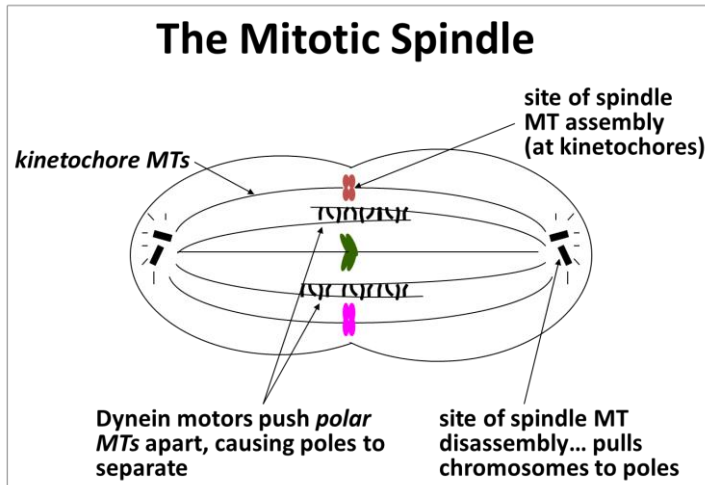 The Mitotic Spindle
site of spindle
MT assembly
(at kinetochores)
kinetochore MTs
Dynein motors push polar
MTs apart, causing poles to
separate
site of spindle MT
disassembly... pulls
chromosomes to poles